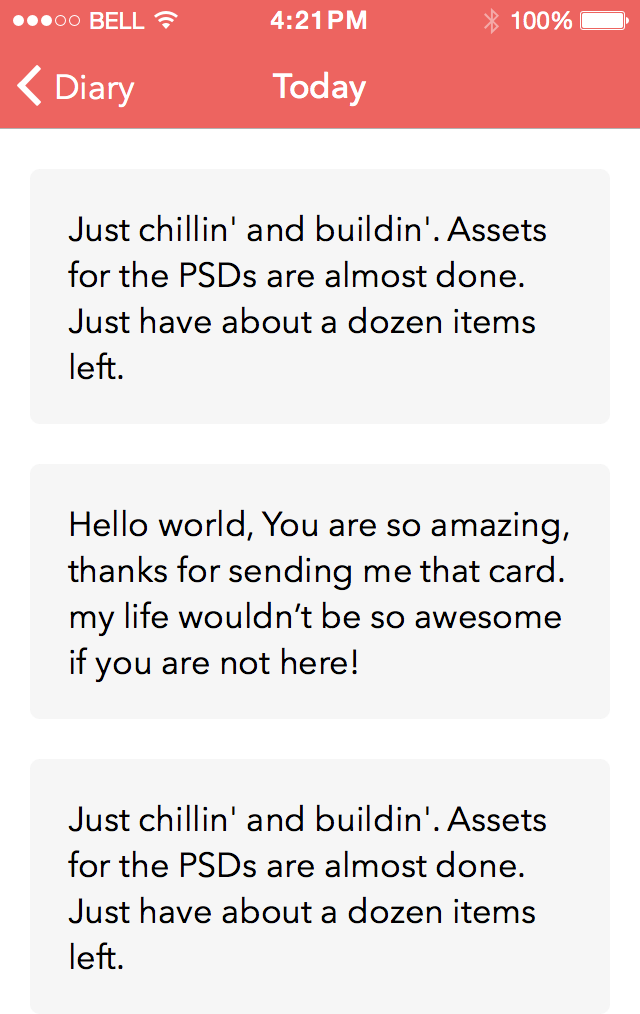 BELL 4:21PM 100%
Diary Today
Just chillin' and buildin'. Assets
for the PSDs are almost done.
Just have about a dozen items
left.
Hello world, You are so amazing,
thanks for sending me that card.
my life wouldn’t be so awesome
if you are not here!
Just chillin' and buildin'. Assets
for the PSDs are almost done.
Just have about a dozen items
left.